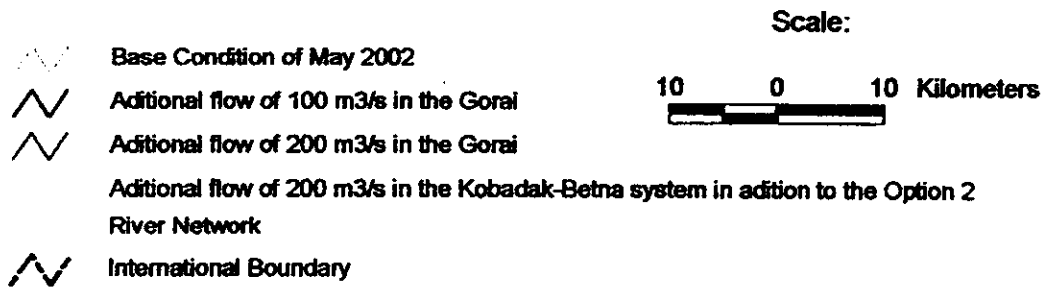 Scale:
Base Condition of May 2002
10 0 10 Kilometers
Aditional flow of 100 m3/s in the Gorai
Aditional flow of 200 m3/s in the Gorai
Aditional flow of 200 m3/s in the Kobadak-Betna system in adition to the Option 2
River Network
International Boundary